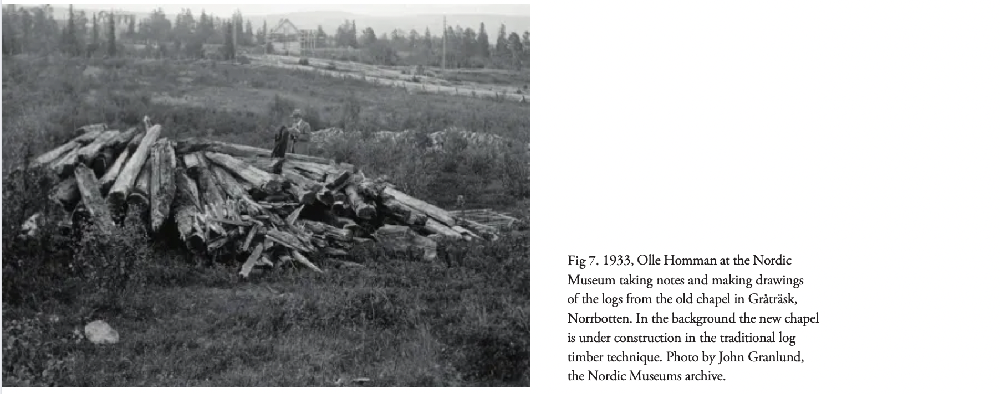 Fig 7. 1933, Olle Homman at the Nordic
Museum taking notes and making drawings
of the logs from the old chapel in Gråträsk,
Norrbotten. In the background the new chapel
is under construction in the traditional log
timber technique. Photo by John Granlund,
the Nordic Museums archive.